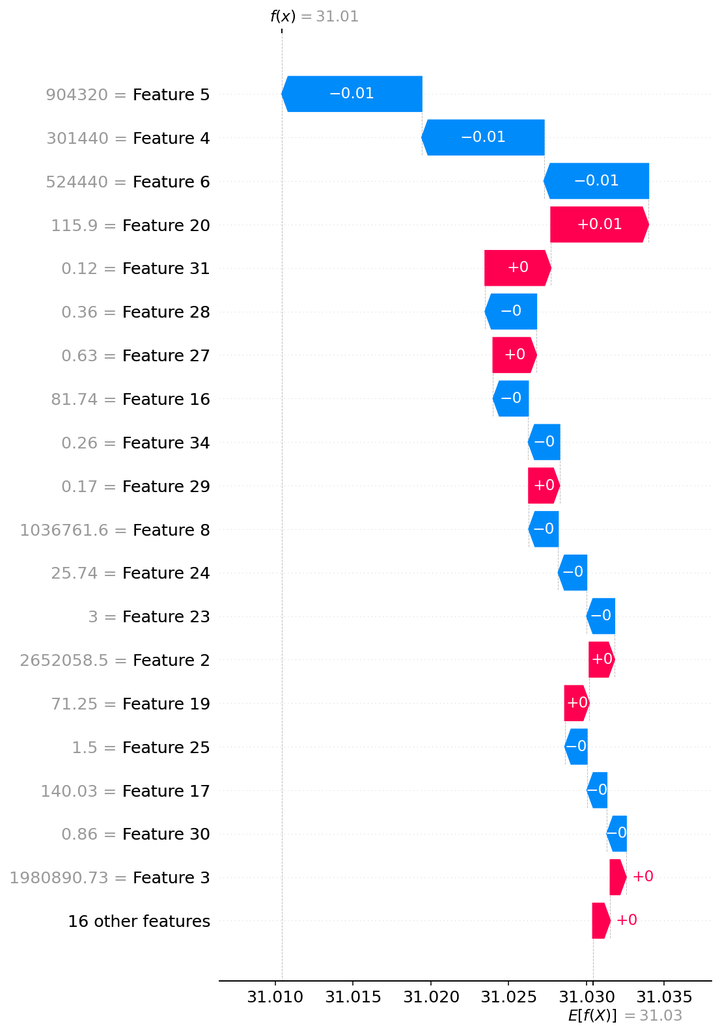 f(x) = 31.01
904320 = Feature 5 −0.01
301440 = Feature 4 −0.01
524440 = Feature 6 −0.01
115.9 = Feature 20 +0.01
0.12 = Feature 31 +0
0.36 = Feature 28 −0
0.63 = Feature 27 +0
81.74 = Feature 16 −0
0.26 = Feature 34 −0
0.17 = Feature 29 +0
1036761.6 = Feature 8 −0
25.74 = Feature 24 −0
3 = Feature 23 −0
2652058.5 = Feature 2 +0
71.25 = Feature 19 +0
1.5 = Feature 25 −0
140.03 = Feature 17 −0
0.86 = Feature 30 −0
1980890.73 = Feature 3 +0
16 other features +0
31.010 31.015 31.020 31.025 31.030 31.035
E[f(X)] = 31.03